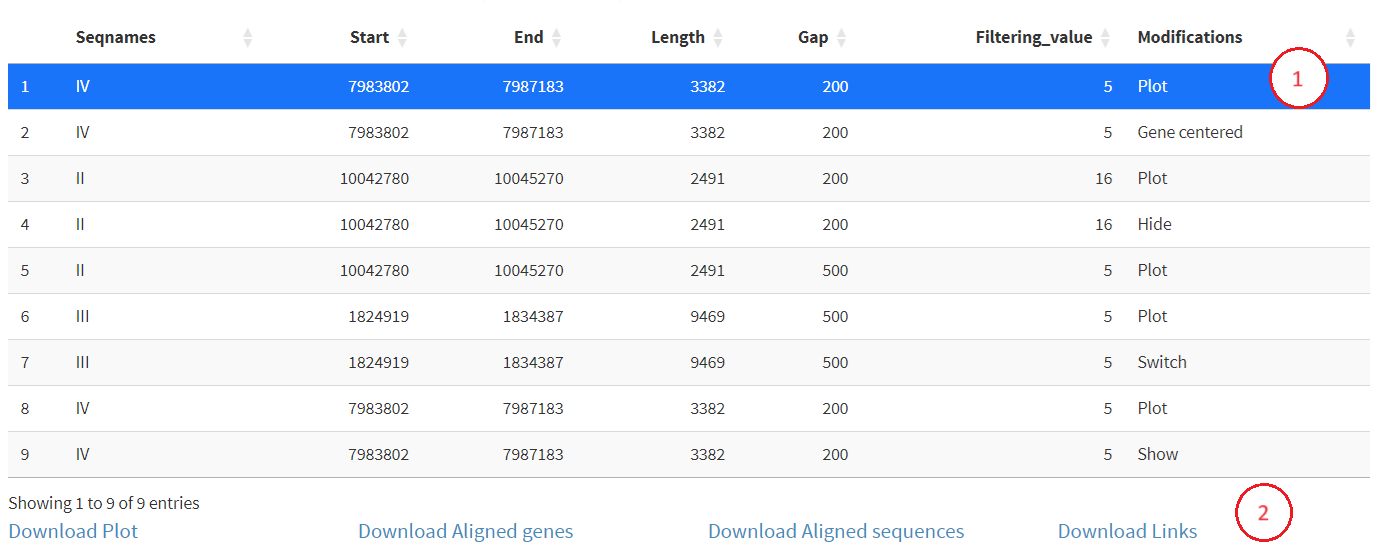 Seqnames Start End Length Gap Filtering_value Modifications
1 IV 7983802 7987183 3382 200 5 Plot 1
2 IV 7983802 7987183 3382 200 5 Gene centered
3 II 10042780 10045270 2491 200 16 Plot
4 II 10042780 10045270 2491 200 16 Hide
5 II 10042780 10045270 2491 500 5 Plot
6 III 1824919 1834387 9469 500 5 Plot
7 III 1824919 1834387 9469 500 5 Switch
8 IV 7983802 7987183 3382 200 5 Plot
9 IV 7983802 7987183 3382 200 5 Show
Showing 1 to 9 of 9 entries 2
Download Plot Download Aligned genes Download Aligned sequences Download Links